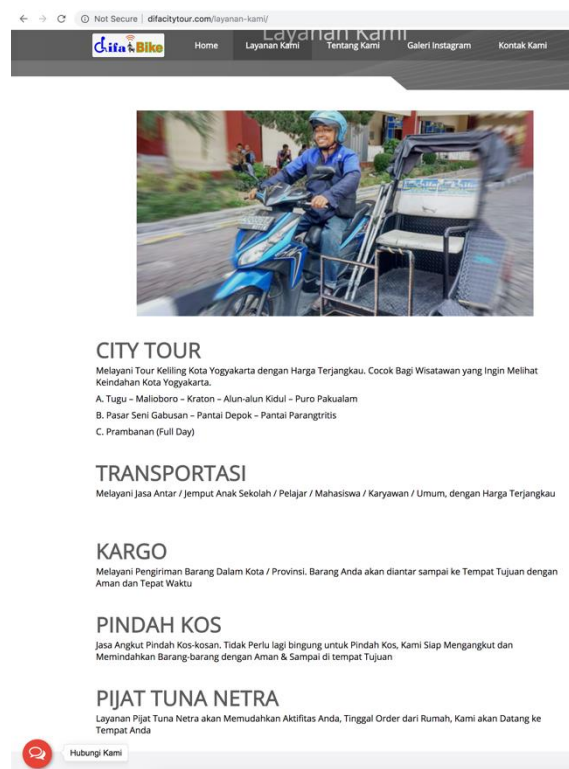 Not Secure | difacitytour.com/layanan-kami/
Layanan Kami
difa Bike
Home Layanan Kami Tentang Kami Galeri Instagram Kontak Kami
CITY TOUR
Melayani Tour Keliling Kota Yogyakarta dengan Harga Terjangkau. Cocok Bagi Wisatawan yang Ingin Melihat
Keindahan Kota Yogyakarta.
A. Tugu – Malioboro – Kraton – Alun-alun Kidul – Puro Pakualam
B. Pasar Seni Gabusan – Pantai Depok – Pantai Parangtritis
C. Prambanan (Full Day)
TRANSPORTASI
Melayani Jasa Antar / Jemput Anak Sekolah / Pelajar / Mahasiswa / Karyawan / Umum, dengan Harga Terjangkau
KARGO
Melayani Pengiriman Barang Dalam Kota / Provinsi. Barang Anda akan diantar sampai ke Tempat Tujuan dengan
Aman dan Tepat Waktu
PINDAH KOS
Jasa Angkut Pindah Kos-kosan. Tidak Perlu lagi bingung untuk Pindah Kos, Kami Siap Mengangkut dan
Memindahkan Barang-barang dengan Aman & Sampai di tempat Tujuan
PIJAT TUNA NETRA
Layanan Pijat Tuna Netra akan Memudahkan Aktifitas Anda, Tinggal Order dari Rumah, Kami akan Datang ke
Tempat Anda
Hubungi Kami